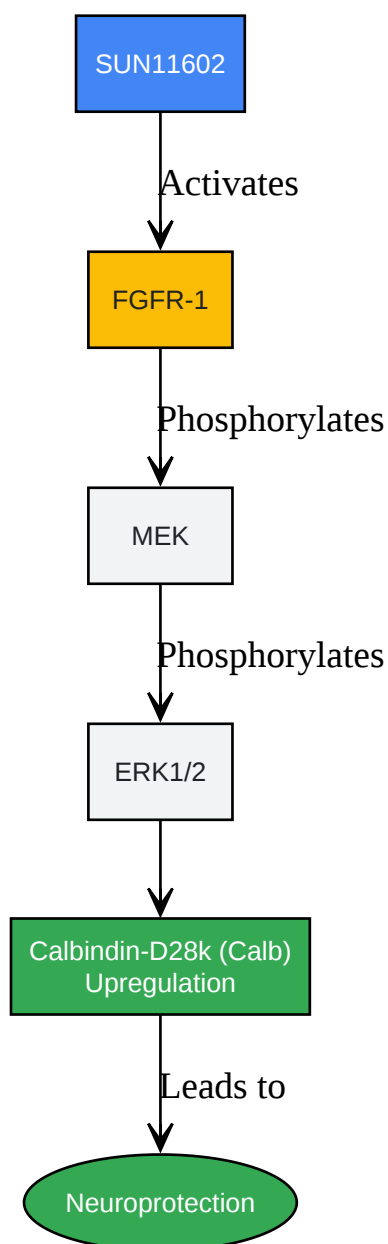 SUN11602
Activates
FGFR-1
Phosphorylates
MEK
Phosphorylates
ERK1/2
Calbindin-D28k (Calb)
Upregulation
Leads to
Neuroprotection